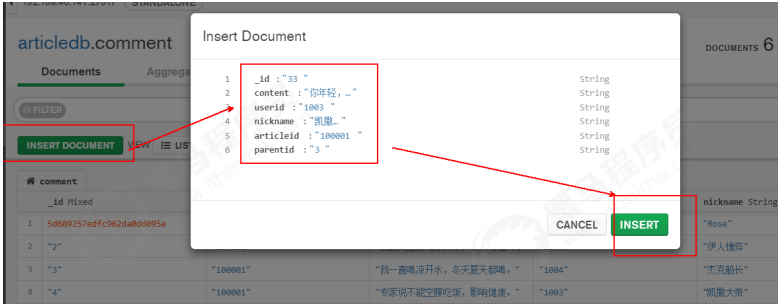 192.168.40.141:27017 STANDALONE
articledb.comment
DOCUMENTS 6
Documents Aggrega
FILTER
INSERT DOCUMENT VIEW LIS
comment
_id Mixed
nickname String
1 5d689257edfc962da0dd095e "Rose"
2 "2" "伊人憔悴"
3 "3" "100001" "我一直喝凉开水，冬天夏天都喝。" "1004" "杰克船长"
4 "4" "100001" "专家说不能空腹吃饭，影响健康。" "1003" "凯撒大帝"
Insert Document
1 _id :"33 " String
2 content :"你年轻，…" String
3 userid :"1003 " String
4 nickname :"凯撒…" String
5 articleid :"100001 " String
6 parentid :"3 " String
CANCEL INSERT